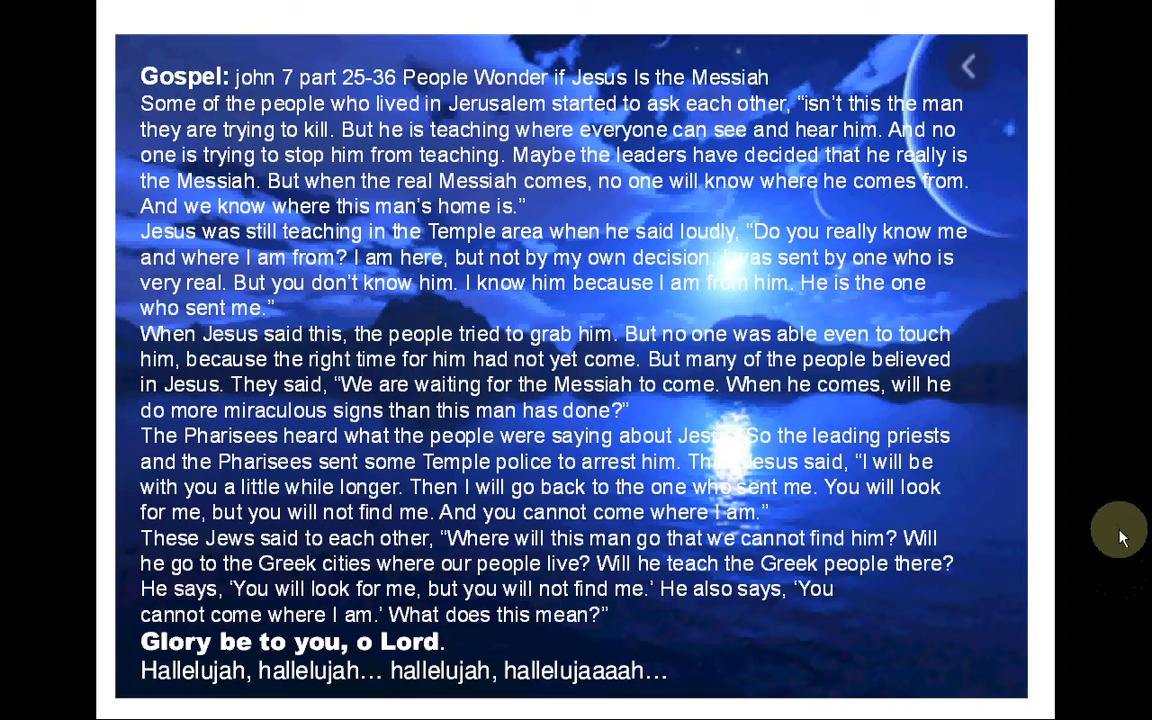 Gospel: john 7 part 25-36 People Wonder if Jesus Is the Messiah
Some of the people who lived in Jerusalem started to ask each other, “isn’t this the man
they are trying to kill. But he is teaching where everyone can see and hear him. And no
one is trying to stop him from teaching. Maybe the leaders have decided that he really is
the Messiah. But when the real Messiah comes, no one will know where he comes from.
And we know where this man’s home is.”
Jesus was still teaching in the Temple area when he said loudly, “Do you really know me
and where I am from? I am here, but not by my own decision. I was sent by one who is
very real. But you don’t know him. I know him because I am from him. He is the one
who sent me.”
When Jesus said this, the people tried to grab him. But no one was able even to touch
him, because the right time for him had not yet come. But many of the people believed
in Jesus. They said, “We are waiting for the Messiah to come. When he comes, will he
do more miraculous signs than this man has done?”
The Pharisees heard what the people were saying about Jesus. So the leading priests
and the Pharisees sent some Temple police to arrest him. Then Jesus said, “I will be
with you a little while longer. Then I will go back to the one who sent me. You will look
for me, but you will not find me. And you cannot come where I am.”
These Jews said to each other, “Where will this man go that we cannot find him? Will
he go to the Greek cities where our people live? Will he teach the Greek people there?
He says, ‘You will look for me, but you will not find me.’ He also says, ‘You
cannot come where I am.’ What does this mean?”
Glory be to you, o Lord.
Hallelujah, hallelujah… hallelujah, hallelujaaaah…